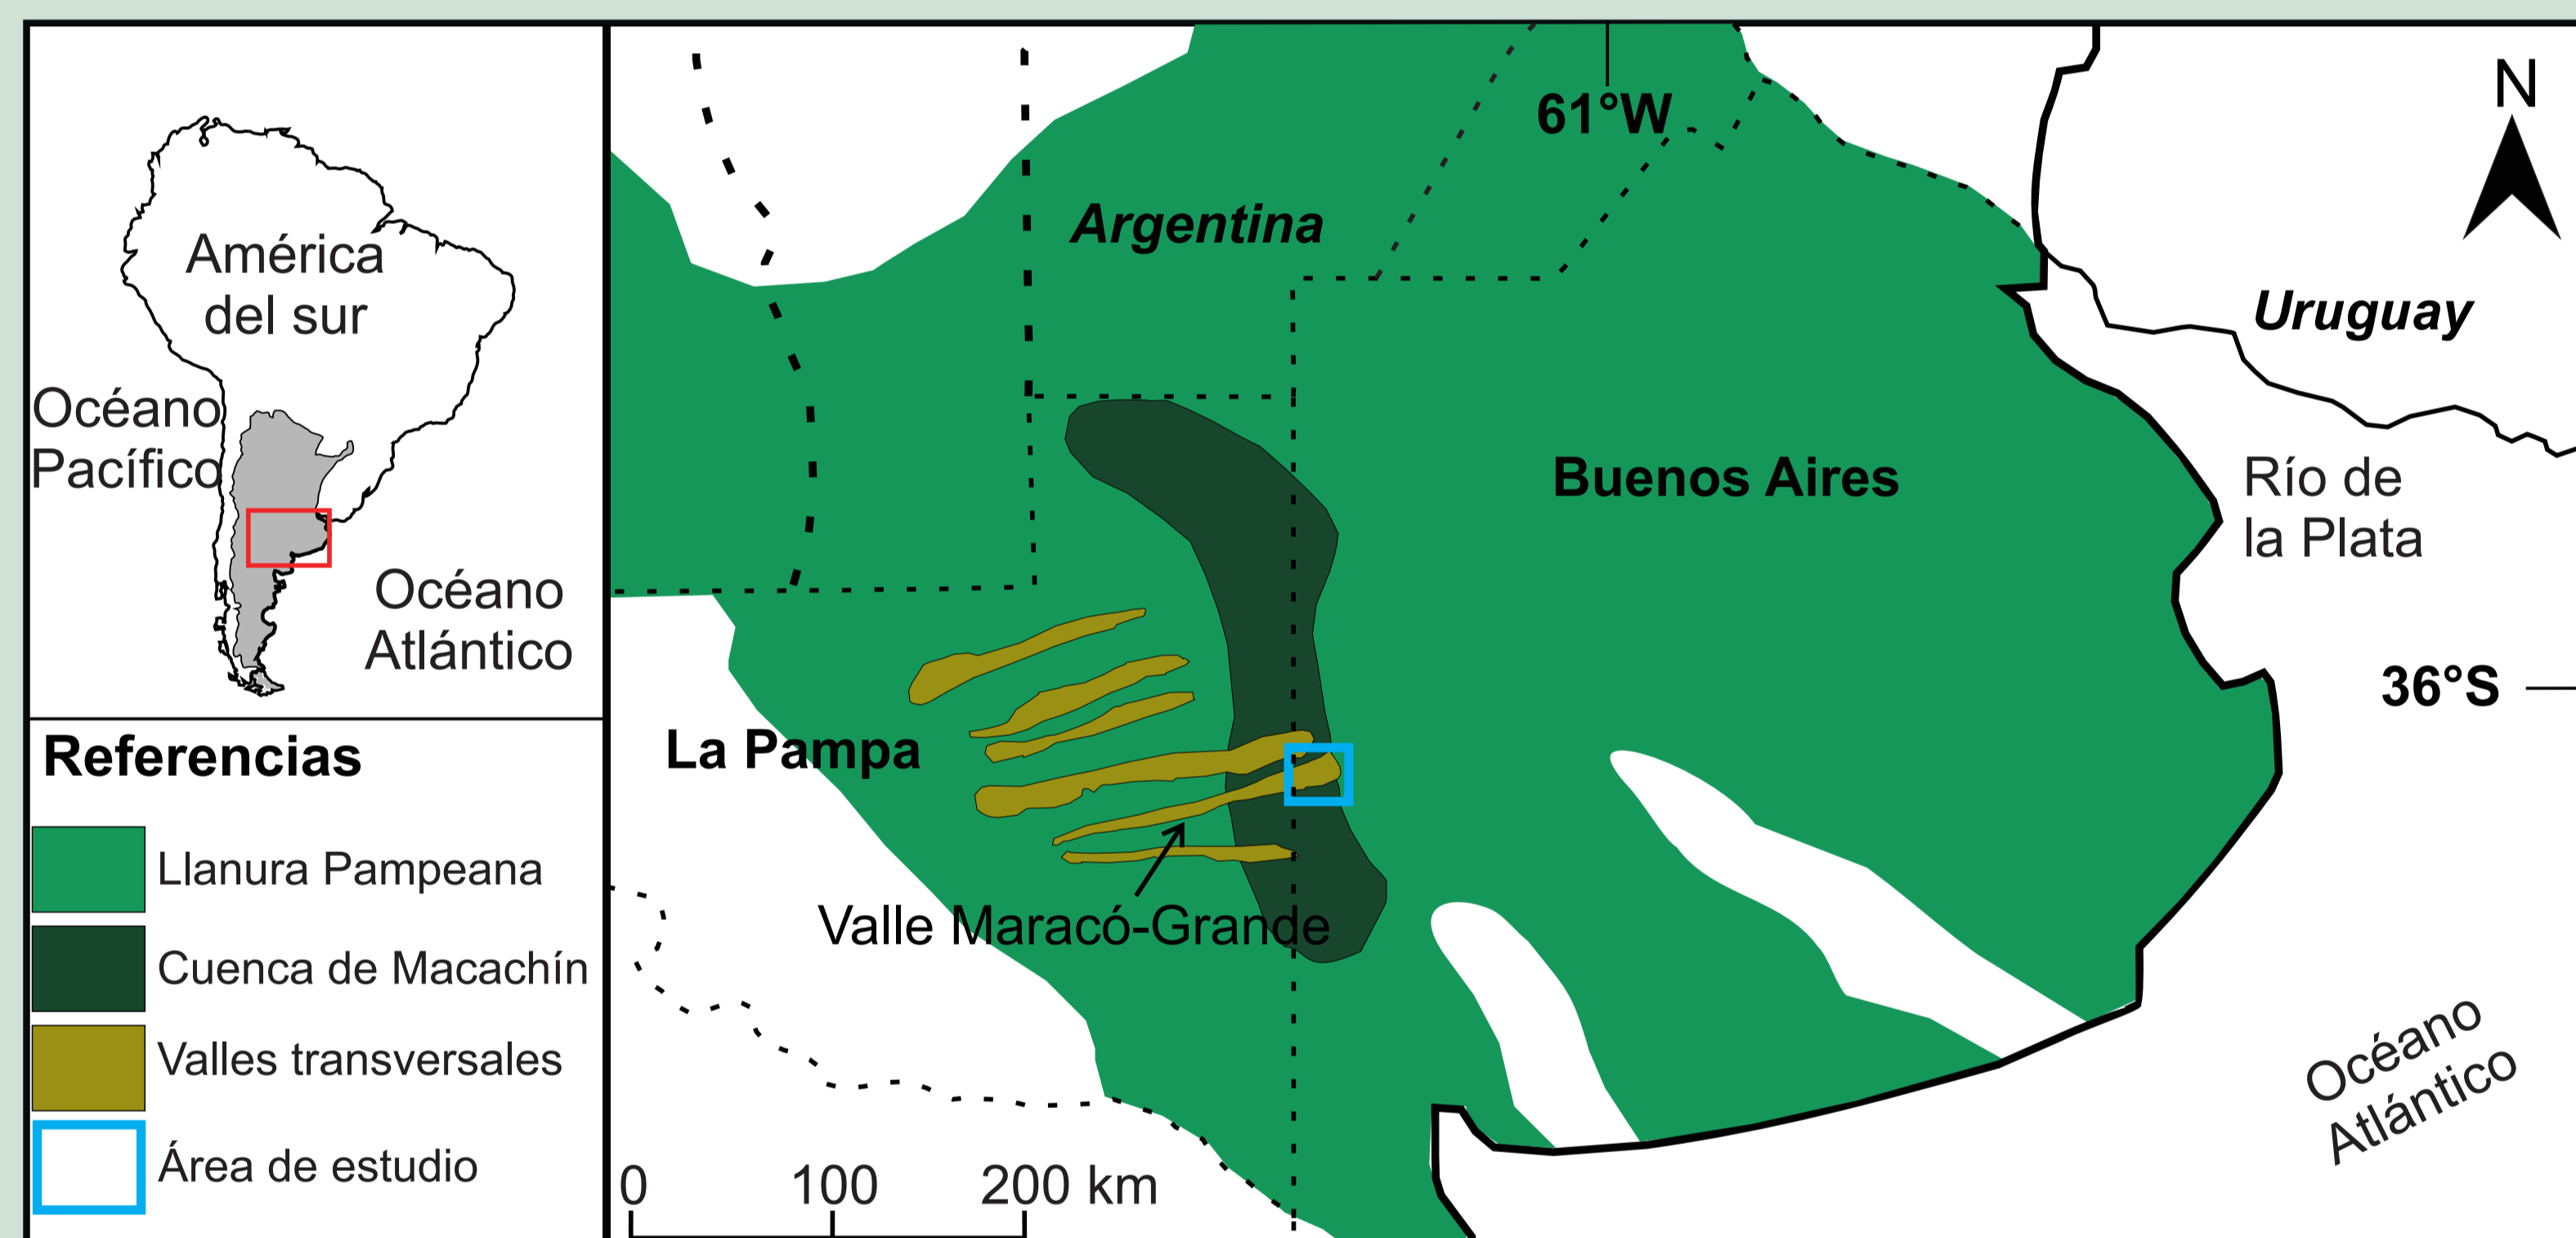 América
del sur
Océano
Pacífico
Océano
Atlántico
Referencias
Llanura Pampeana
Cuenca de Macachín
Valles transversales
Área de estudio
61°W
N
Argentina
Uruguay
Buenos Aires
Río de
la Plata
36°S
La Pampa
Valle Maracó-Grande
Océano
Atlántico
0 100 200 km